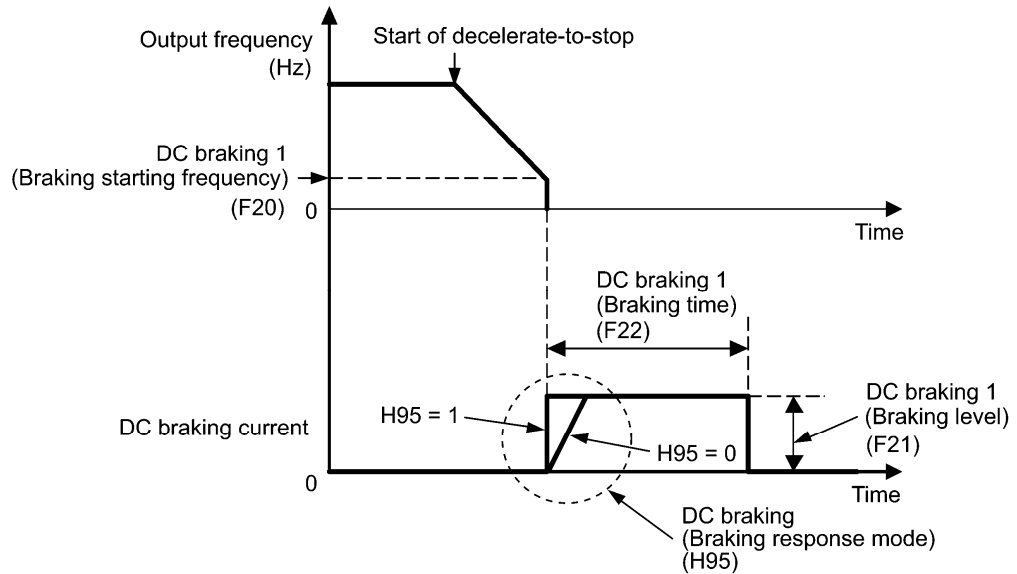 Output frequency
(Hz)
Start of decelerate-to-stop
DC braking 1
(Braking starting frequency)
(F20)
0
Time
DC braking 1
(Braking time)
(F22)
DC braking current
H95 = 1
H95 = 0
DC braking 1
(Braking level)
(F21)
0
Time
DC braking
(Braking response mode)
(H95)